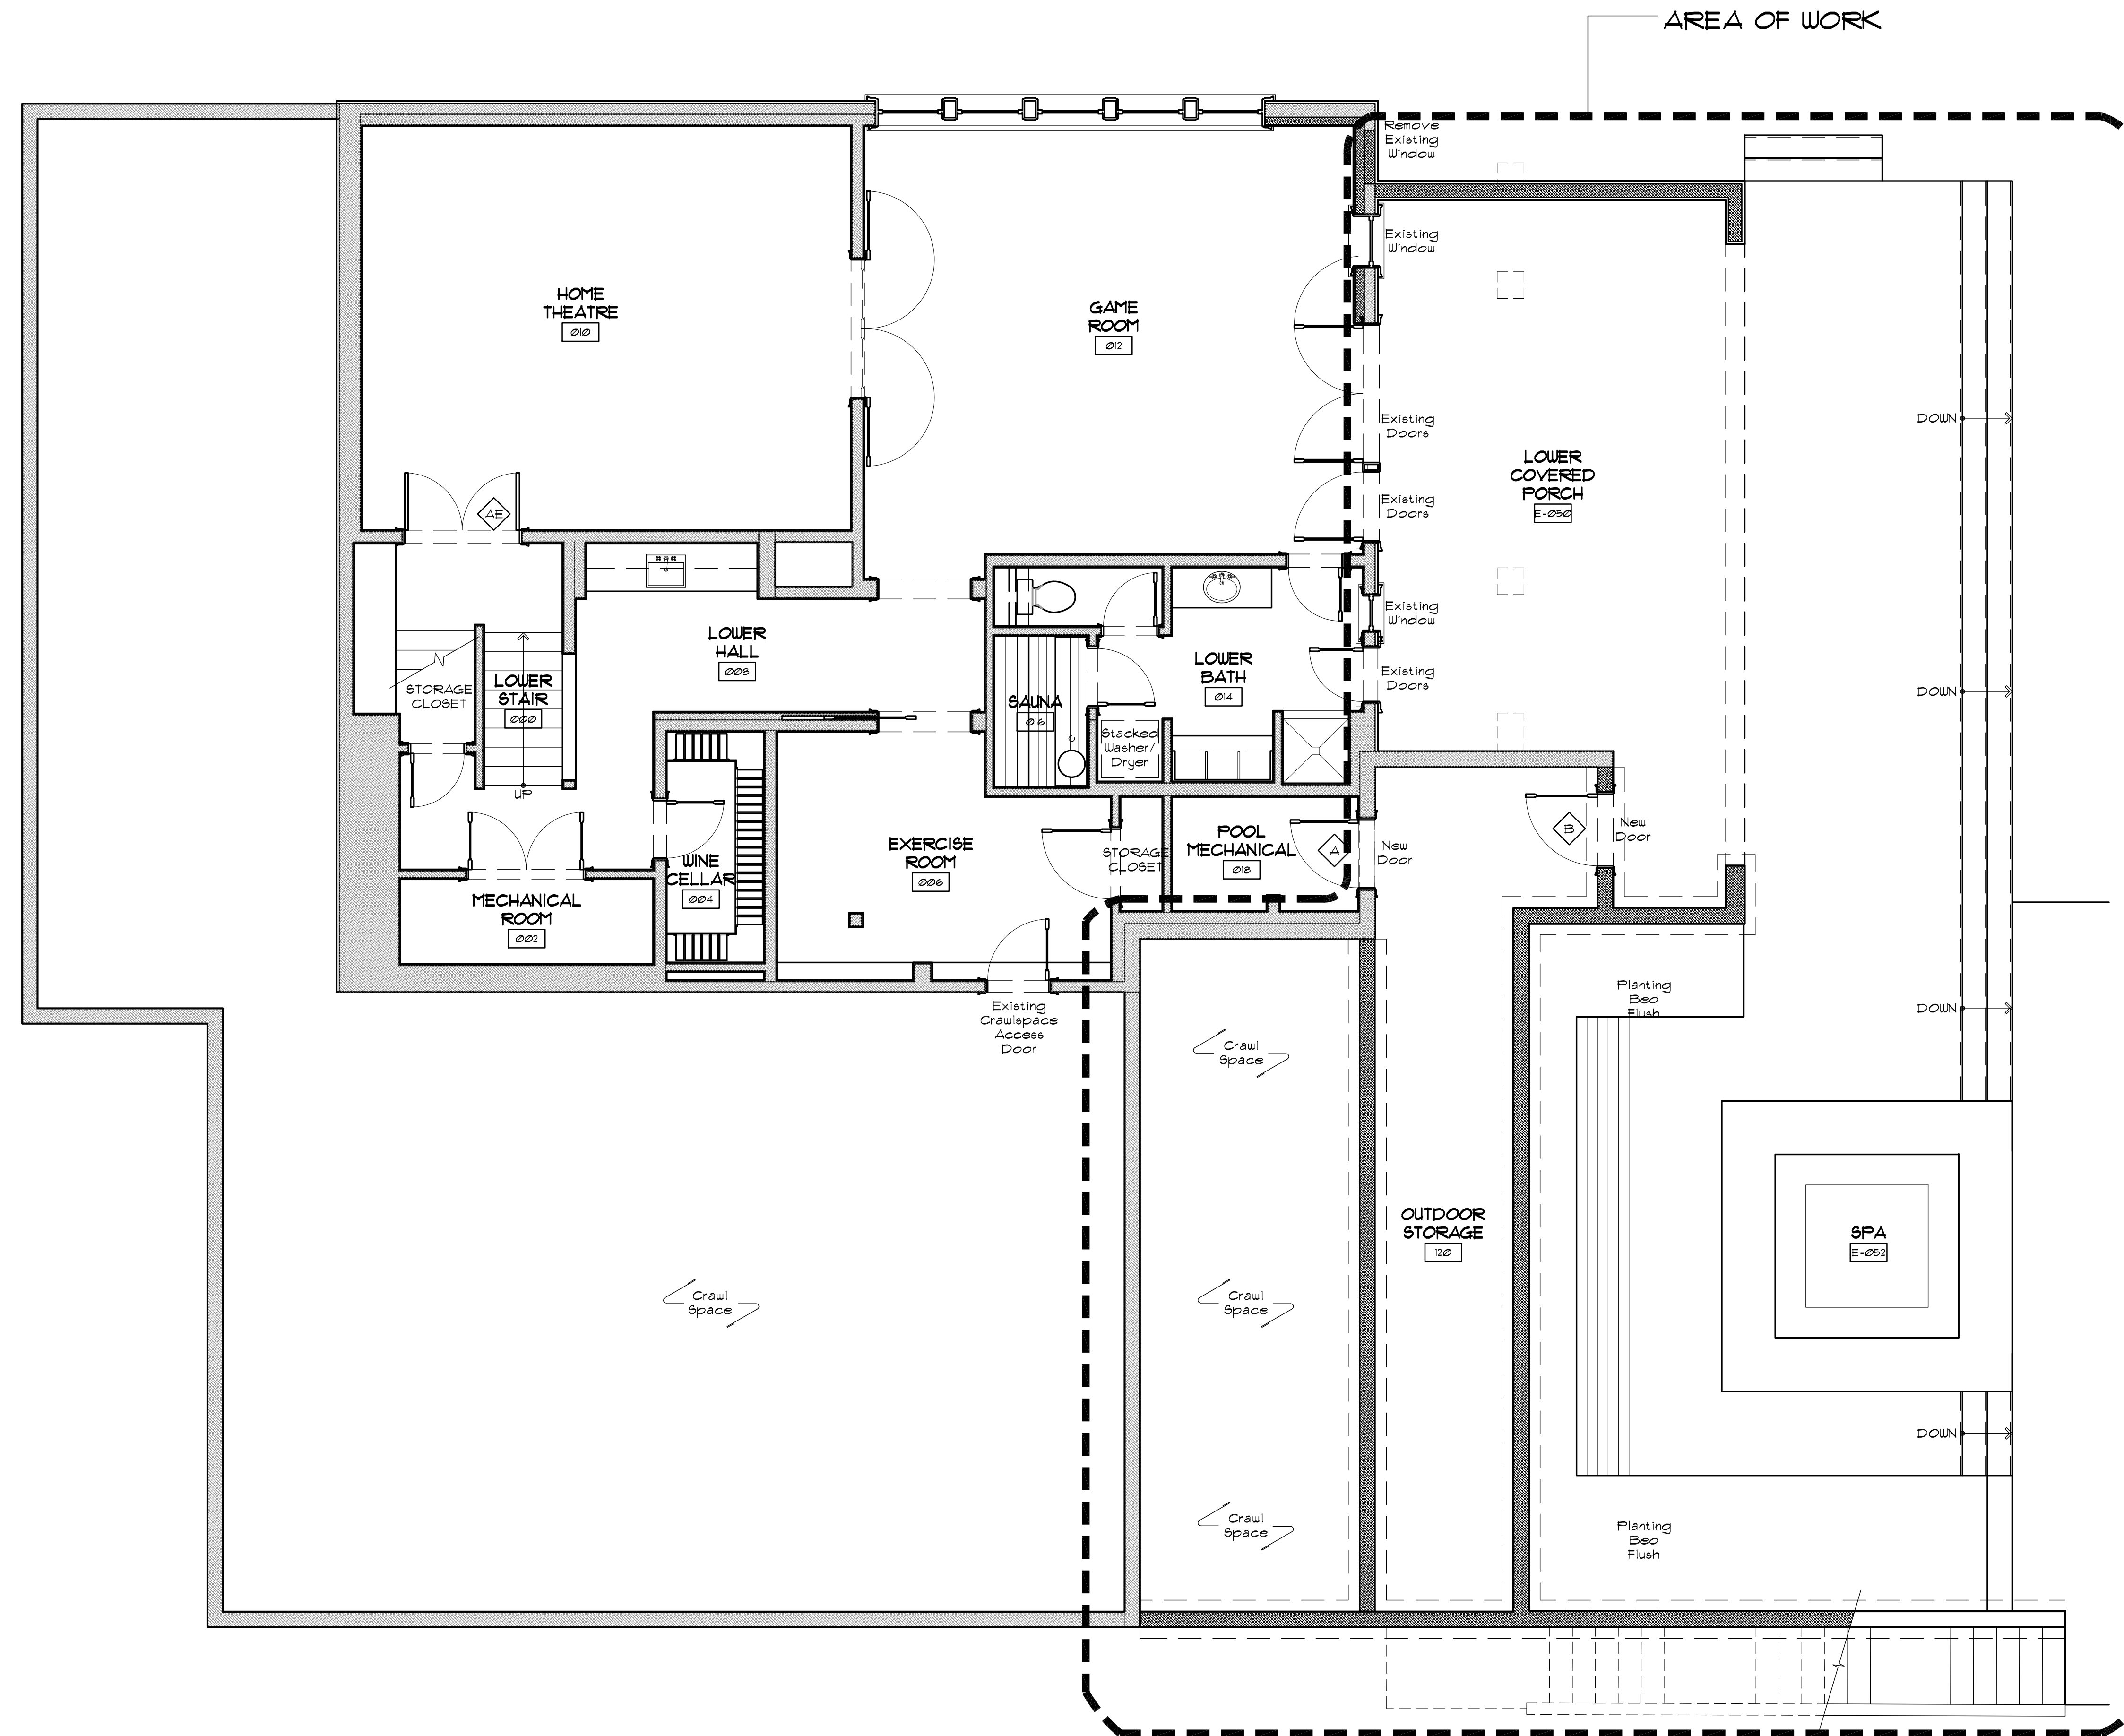 AREA OF WORK
Remove
Existing
Window
Existing
Window
HOME
THEATRE
010
GAME
ROOM
012
Existing
Doors
DOWN
LOWER
COVERED
PORCH
E-050
Existing
Doors
AE
Existing
Window
LOWER
HALL
008
LOWER
BATH
014
Existing
Doors
STORAGE
CLOSET
LOWER
STAIR
000
SAUNA
016
DOWN
Stacked
Washer/
Dryer
UP
POOL
MECHANICAL
018
A
New
Door
B
New
Door
EXERCISE
ROOM
006
STORAGE
CLOSET
WINE
CELLAR
004
MECHANICAL
ROOM
002
Planting
Bed
Flush
DOWN
Existing
Crawlspace
Access
Door
Crawl
Space
OUTDOOR
STORAGE
120
SPA
E-052
Crawl
Space
Crawl
Space
DOWN
Crawl
Space
Planting
Bed
Flush